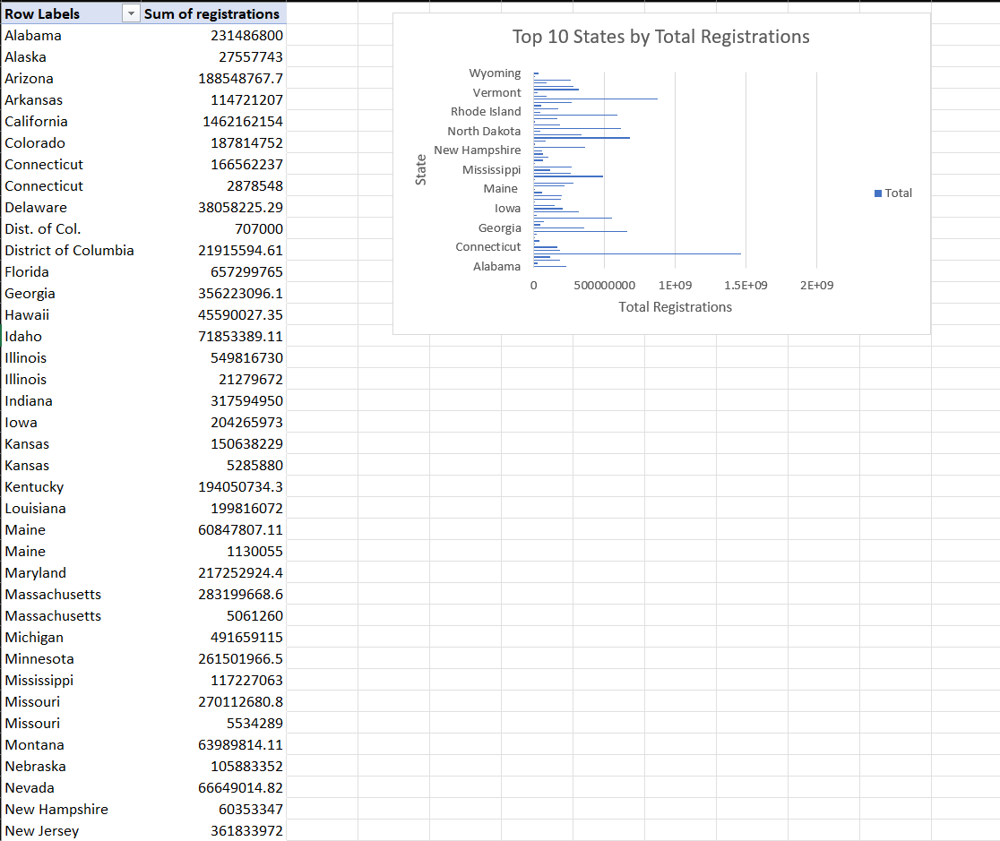 Row Labels Sum of registrations
Alabama 231486800
Alaska 27557743
Arizona 188548767.7
Arkansas 114721207
California 1462162154
Colorado 187814752
Connecticut 166562237
Connecticut 2878548
Delaware 38058225.29
Dist. of Col. 707000
District of Columbia 21915594.61
Florida 657299765
Georgia 356223096.1
Hawaii 45590027.35
Idaho 71853389.11
Illinois 549816730
Illinois 21279672
Indiana 317594950
Iowa 204265973
Kansas 150638229
Kansas 5285880
Kentucky 194050734.3
Louisiana 199816072
Maine 60847807.11
Maine 1130055
Maryland 217252924.4
Massachusetts 283199668.6
Massachusetts 5061260
Michigan 491659115
Minnesota 261501966.5
Mississippi 117227063
Missouri 270112680.8
Missouri 5534289
Montana 63989814.11
Nebraska 105883352
Nevada 66649014.82
New Hampshire 60353347
New Jersey 361833972
Top 10 States by Total Registrations
State
Wyoming
Vermont
Rhode Island
North Dakota
New Hampshire
Mississippi
Maine
Iowa
Georgia
Connecticut
Alabama
0 500000000 1E+09 1.5E+09 2E+09
Total Registrations
Total